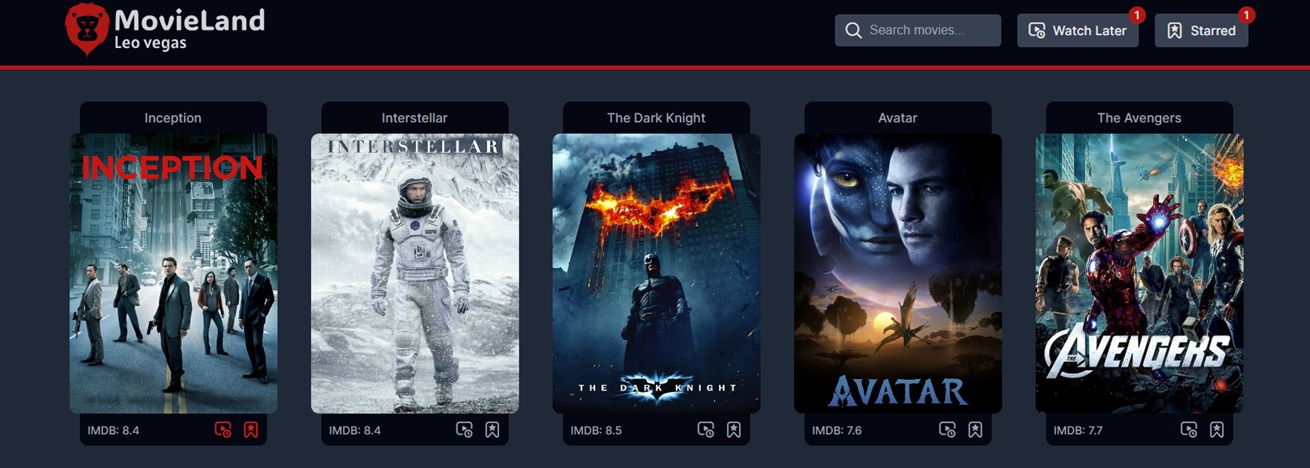 MovieLand
Leo vegas
Search movies...
Watch Later
1
Starred
1
Inception
Interstellar
The Dark Knight
Avatar
The Avengers
INCEPTION
INTERSTELLAR
THE DARK KNIGHT
AVATAR
THE AVENGERS
IMDB: 8.4
IMDB: 8.4
IMDB: 8.5
IMDB: 7.6
IMDB: 7.7